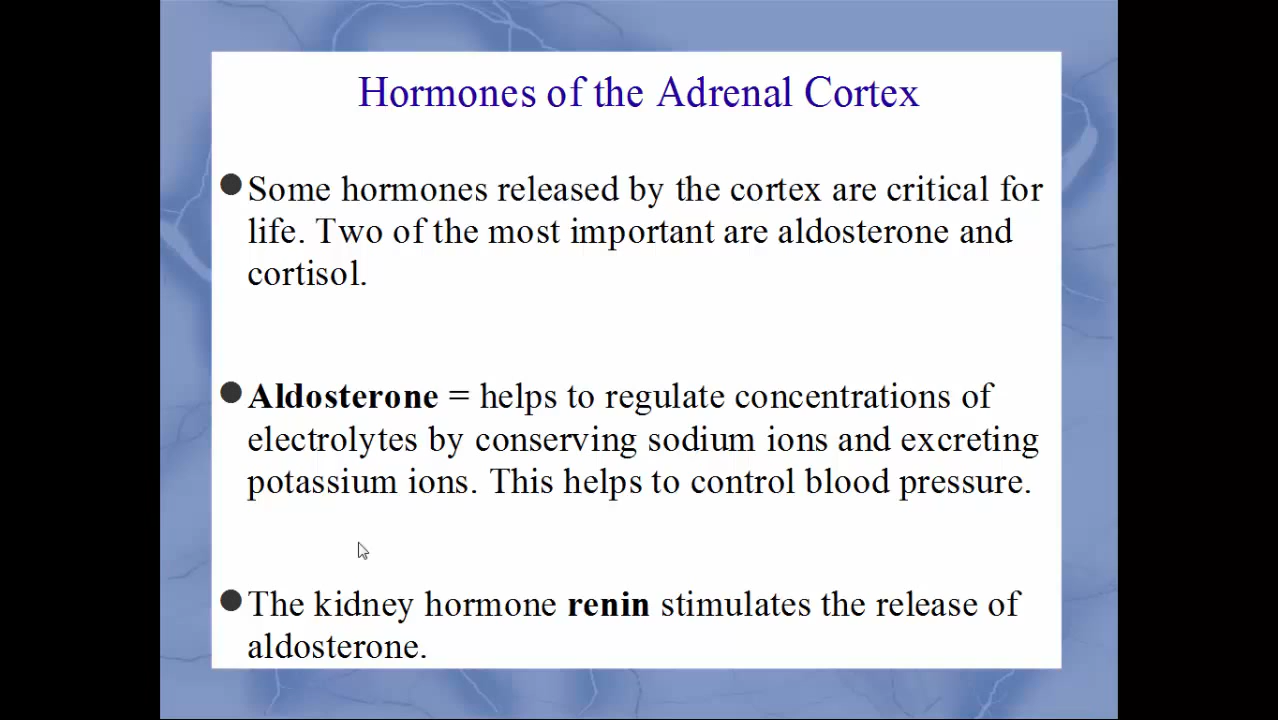 Hormones of the Adrenal Cortex
Some hormones released by the cortex are critical for
life. Two of the most important are aldosterone and
cortisol.
Aldosterone = helps to regulate concentrations of
electrolytes by conserving sodium ions and excreting
potassium ions. This helps to control blood pressure.
The kidney hormone renin stimulates the release of
aldosterone.